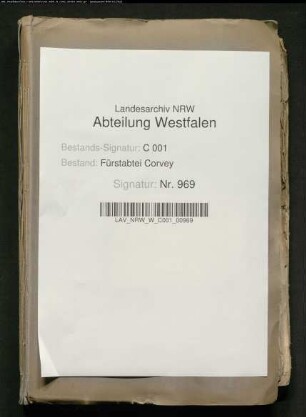 Landesarchiv NRW
Abteilung Westfalen
Bestands-Signatur: C 001
Bestand: Fürstabtei Corvey
Signatur: Nr. 969
LAV_NRW_W_C001_00969